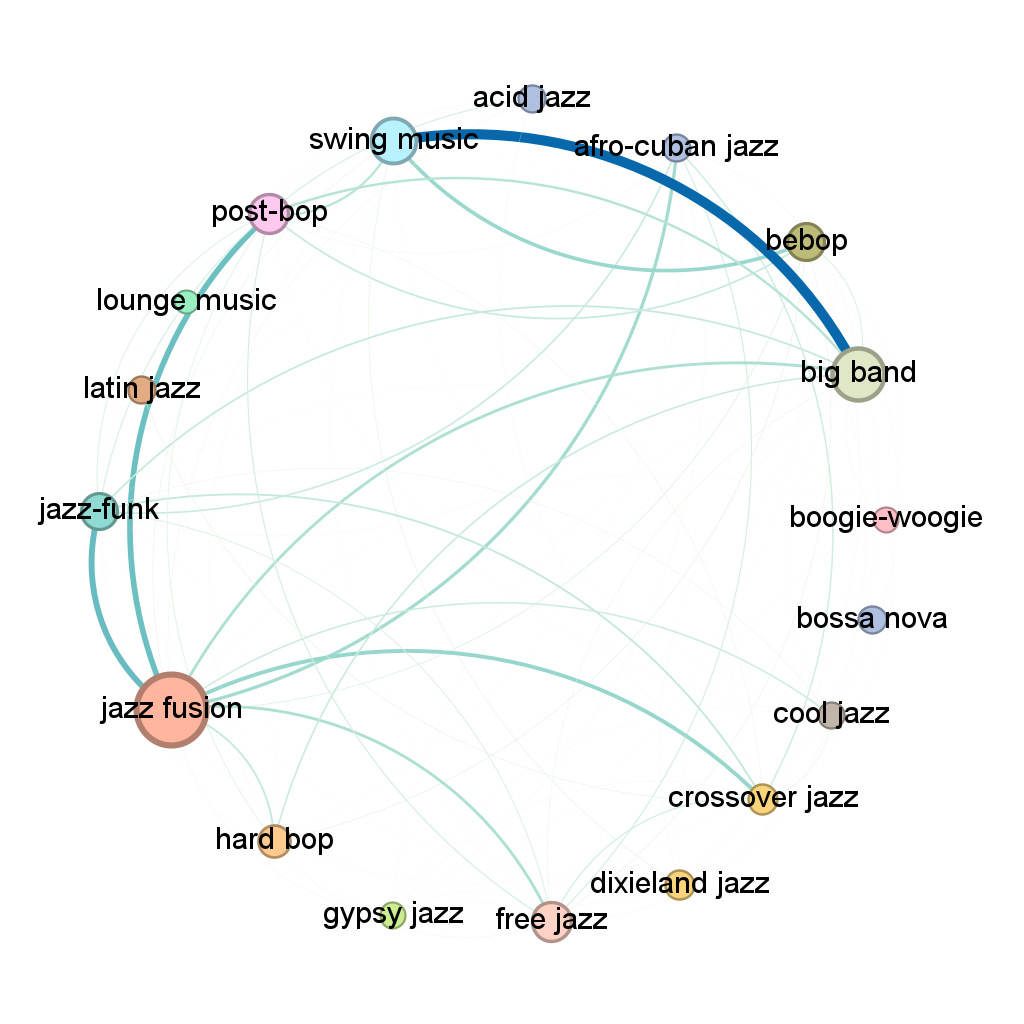 acid jazz
swing music
afro-cuban jazz
post-bop
bebop
lounge music
big band
latin jazz
jazz-funk
boogie-woogie
bossa nova
jazz fusion
cool jazz
crossover jazz
hard bop
dixieland jazz
gypsy jazz
free jazz